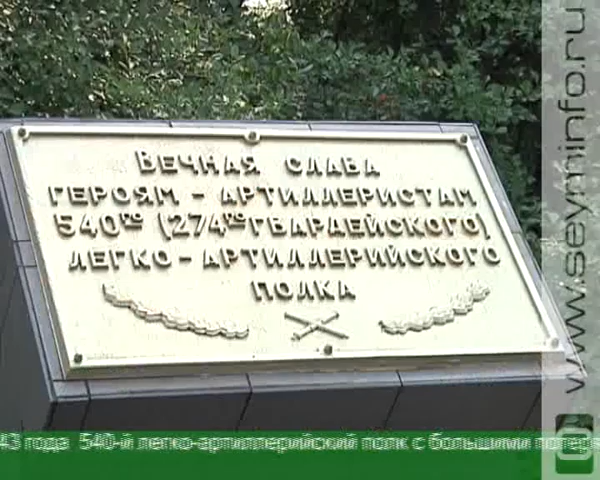 Вечная слава
героям - артиллеристам
540го (274го гвардейского)
легко-артиллерийского
полка
43 года 540-й легко-артиллерийский полк с большими потеря
www.seyminfo.ru